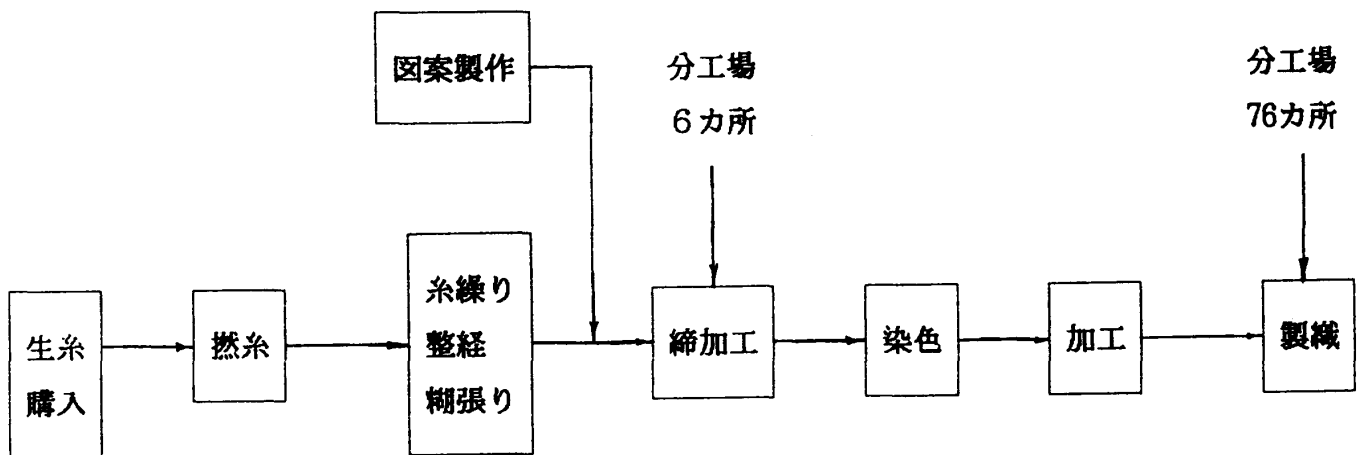 図案製作
分工場
6カ所
分工場
76カ所
生糸
購入
撚糸
糸繰り
整経
糊張り
締加工
染色
加工
製織